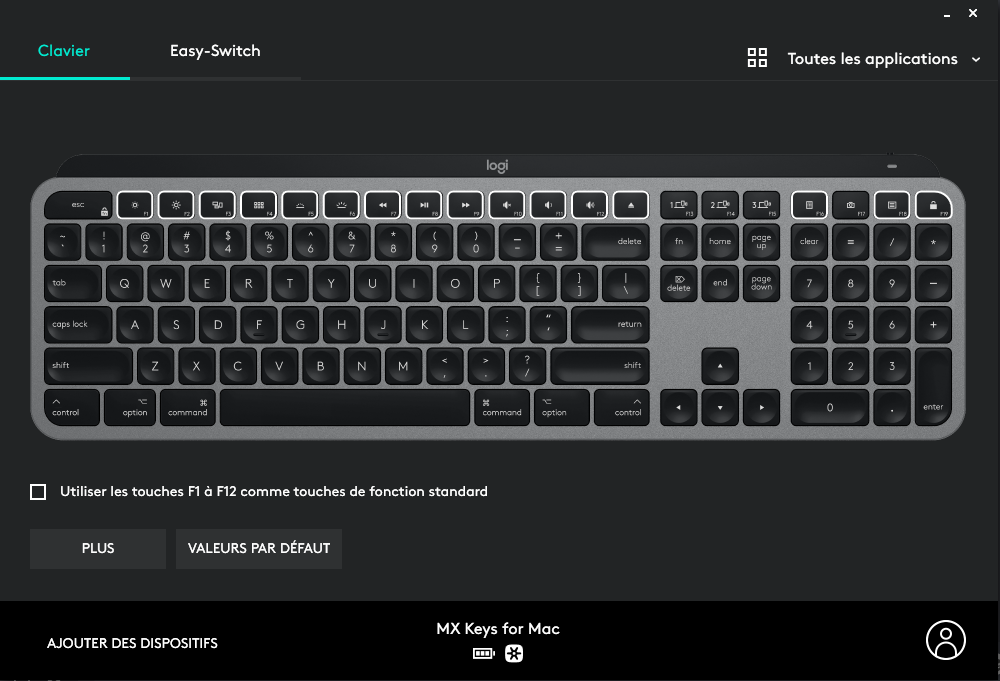 Clavier
Easy-Switch
Toutes les applications
logi
esc F1 F2 F3 F4 F5 F6 F7 F8 F9 F10 F11 F12 1 F13 2 F14 3 F15 F16 F17 F18 F19
~ ! @ # $ % ^ & * ( ) _ +
` 1 2 3 4 5 6 7 8 9 0 - = delete fn home page up clear = / *
tab Q W E R T Y U I O P { [ } ] | \ delete end page down 7 8 9 −
caps lock A S D F G H J K L : ; " ' return 4 5 6 +
shift Z X C V B N M < , > . ? / shift 1 2 3
control option command command option control 0 . enter
Utiliser les touches F1 à F12 comme touches de fonction standard
PLUS
VALEURS PAR DÉFAUT
AJOUTER DES DISPOSITIFS
MX Keys for Mac